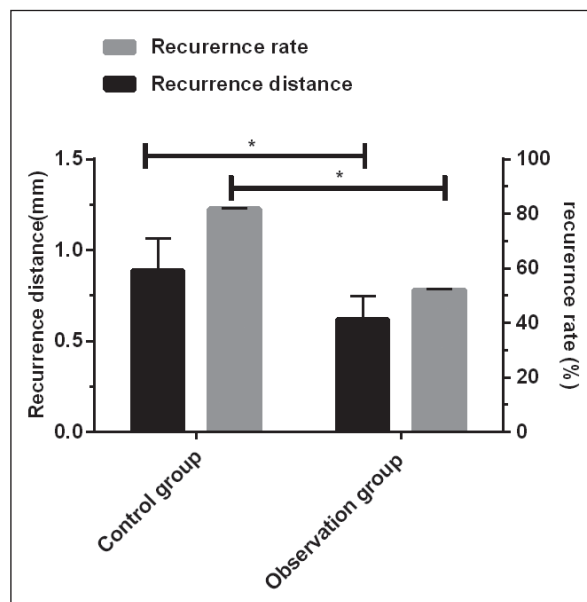 Recurernce rate
Recurrence distance
*
*
1.5
1.0
0.5
0.0
Recurrence distance(mm)
100
80
60
40
20
0
recurernce rate (%)
Control group
Observation group